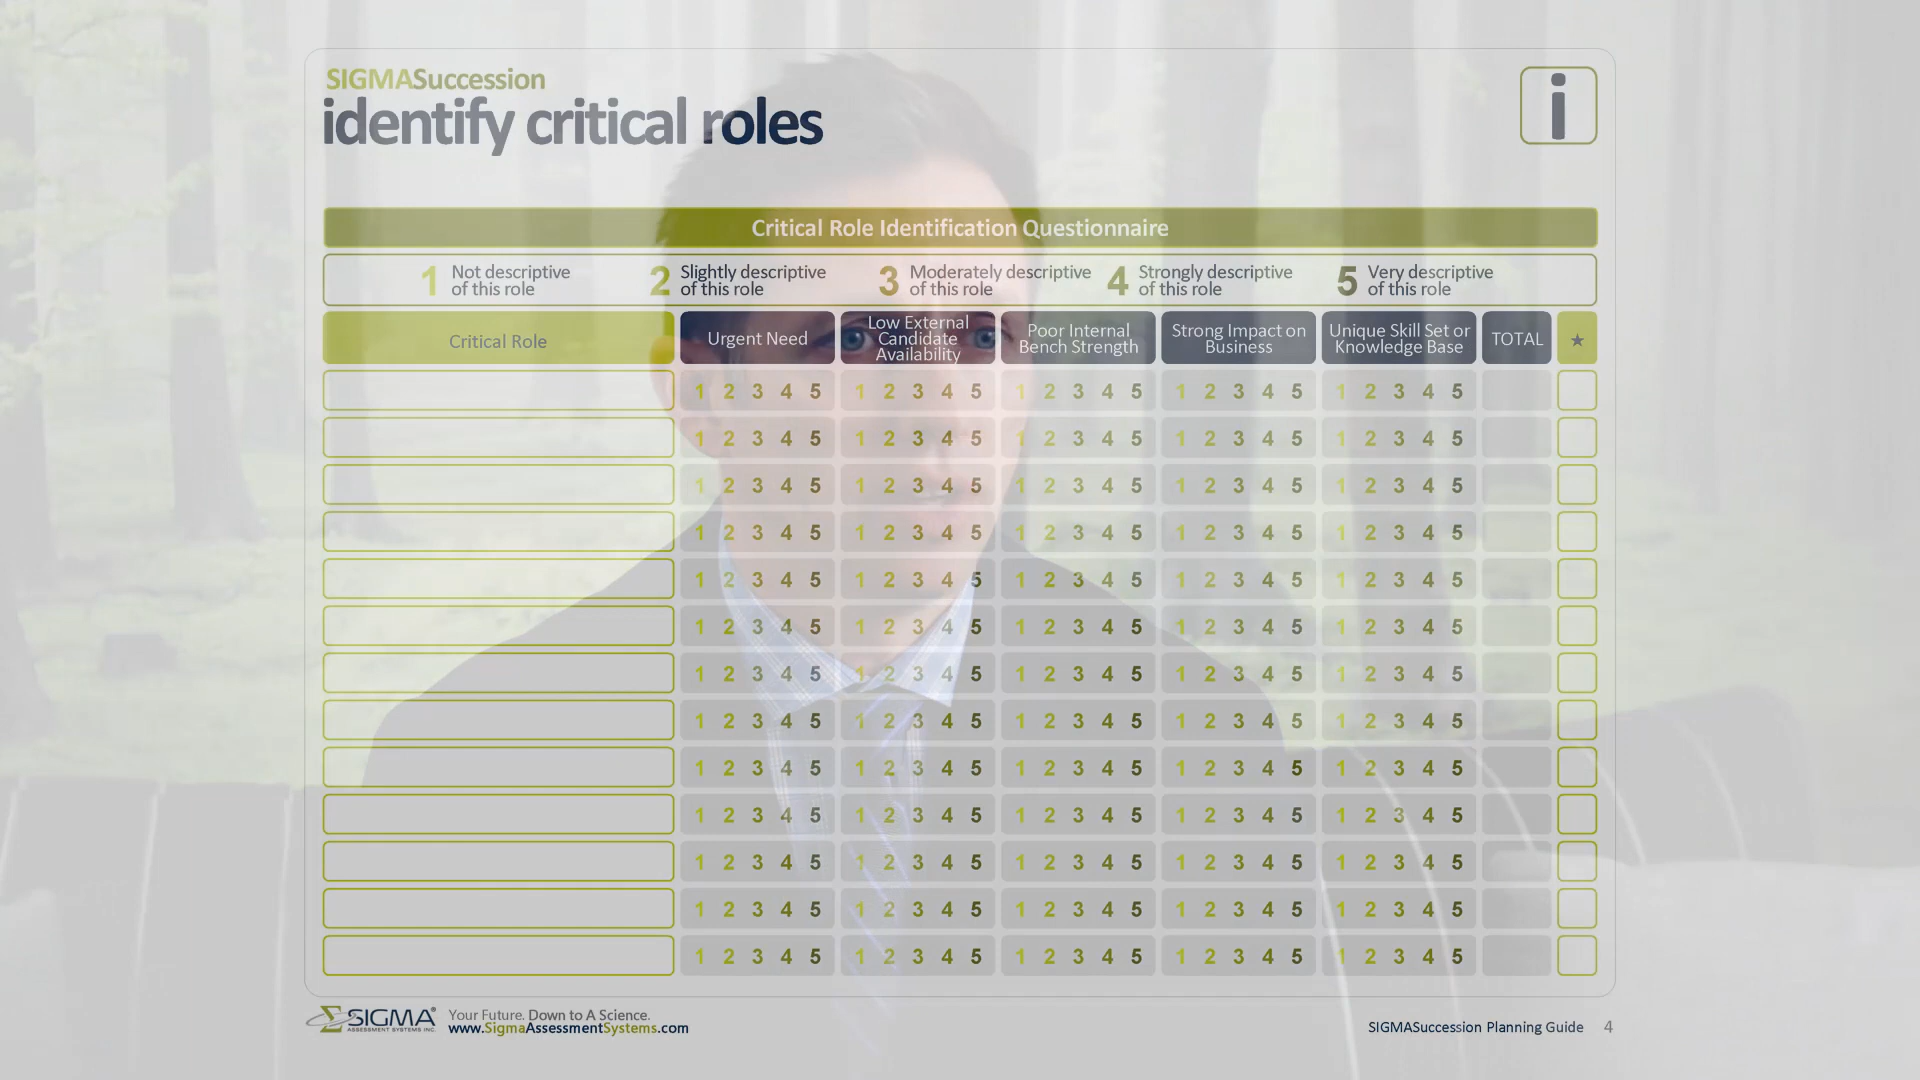 SIGMASuccession
identify critical roles
i
Critical Role Identification Questionnaire
1 Not descriptive of this role
2 Slightly descriptive of this role
3 Moderately descriptive of this role
4 Strongly descriptive of this role
5 Very descriptive of this role
Critical Role Urgent Need Low External Candidate Availability Poor Internal Bench Strength Strong Impact on Business Unique Skill Set or Knowledge Base TOTAL ★
1 2 3 4 5 1 2 3 4 5 1 2 3 4 5 1 2 3 4 5 1 2 3 4 5
1 2 3 4 5 1 2 3 4 5 1 2 3 4 5 1 2 3 4 5 1 2 3 4 5
1 2 3 4 5 1 2 3 4 5 1 2 3 4 5 1 2 3 4 5 1 2 3 4 5
1 2 3 4 5 1 2 3 4 5 1 2 3 4 5 1 2 3 4 5 1 2 3 4 5
1 2 3 4 5 1 2 3 4 5 1 2 3 4 5 1 2 3 4 5 1 2 3 4 5
1 2 3 4 5 1 2 3 4 5 1 2 3 4 5 1 2 3 4 5 1 2 3 4 5
1 2 3 4 5 1 2 3 4 5 1 2 3 4 5 1 2 3 4 5 1 2 3 4 5
1 2 3 4 5 1 2 3 4 5 1 2 3 4 5 1 2 3 4 5 1 2 3 4 5
1 2 3 4 5 1 2 3 4 5 1 2 3 4 5 1 2 3 4 5 1 2 3 4 5
1 2 3 4 5 1 2 3 4 5 1 2 3 4 5 1 2 3 4 5 1 2 3 4 5
1 2 3 4 5 1 2 3 4 5 1 2 3 4 5 1 2 3 4 5 1 2 3 4 5
1 2 3 4 5 1 2 3 4 5 1 2 3 4 5 1 2 3 4 5 1 2 3 4 5
1 2 3 4 5 1 2 3 4 5 1 2 3 4 5 1 2 3 4 5 1 2 3 4 5
SIGMA®
ASSESSMENT SYSTEMS INC.
Your Future. Down to A Science.
www.SigmaAssessmentSystems.com
SIGMASuccession Planning Guide 4